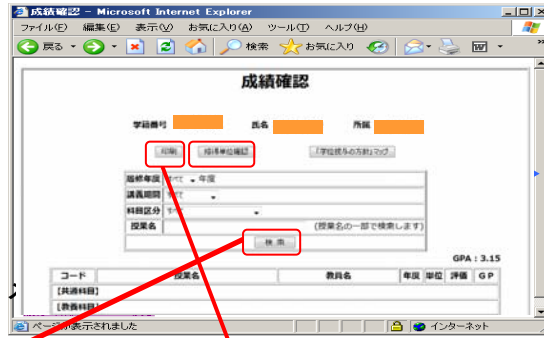 成績確認 - Microsoft Internet Explorer
ファイル(F) 編集(E) 表示(V) お気に入り(A) ツール(T) ヘルプ(H)
戻る 検索 お気に入り
成績確認
学籍番号 氏名 所属
印刷 修得単位確認 「学位授与の方針」マップ
履修年度 すべて 年度
講義期間 すべて
科目区分 すべて
授業名 (授業名の一部で検索します)
検索
GPA : 3.15
コード 授業名 教員名 年度 単位 評価 GP
【共通科目】
【教養科目】
ページが表示されました インターネット